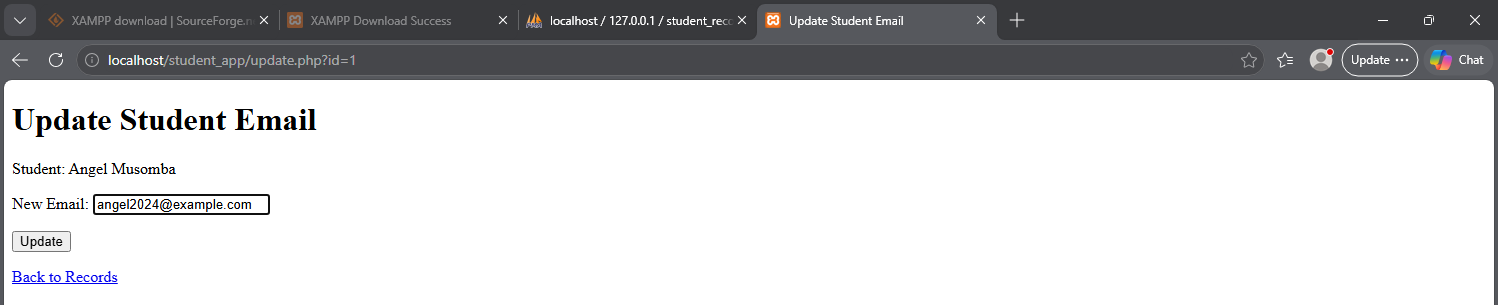 XAMPP download | SourceForge.n
XAMPP Download Success
localhost / 127.0.0.1 / student_reco
Update Student Email
localhost/student_app/update.php?id=1
Update
Chat
Update Student Email
Student: Angel Musomba
New Email: angel2024@example.com
Update
Back to Records